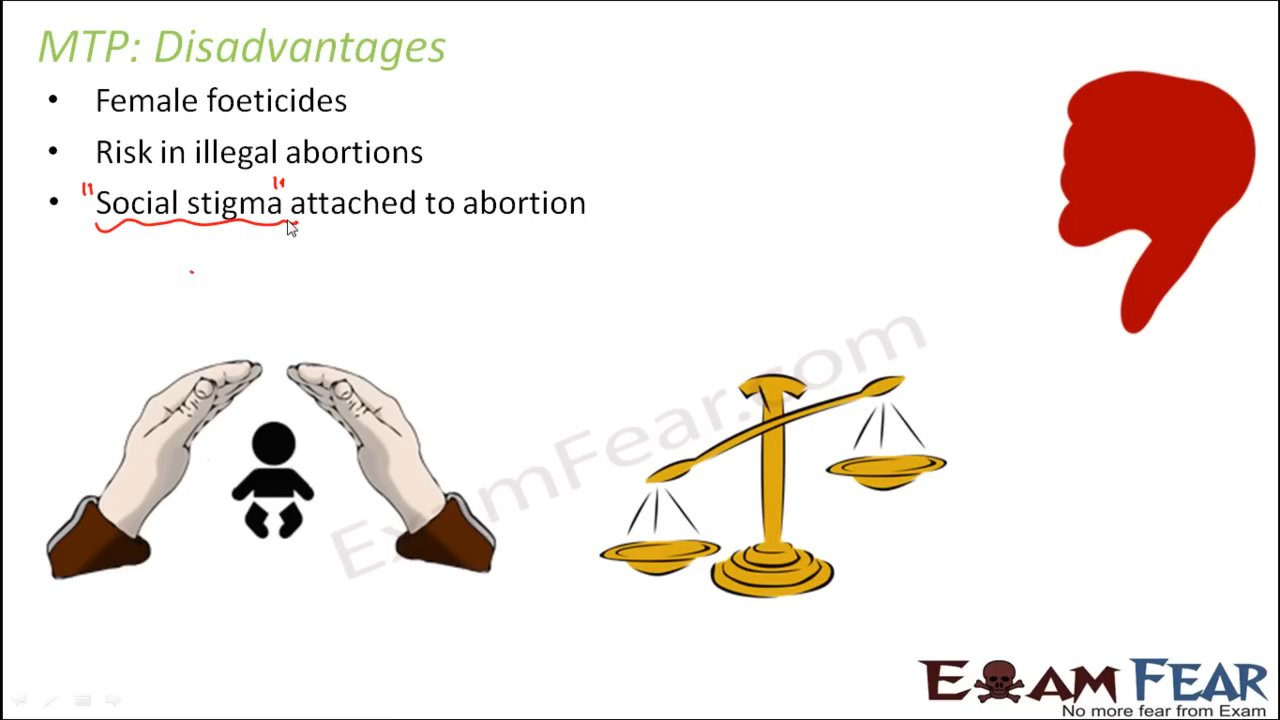 MTP: Disadvantages
• Female foeticides
• Risk in illegal abortions
• "Social stigma" attached to abortion
ExamFear.com
EXAM FEAR
No more fear from Exam